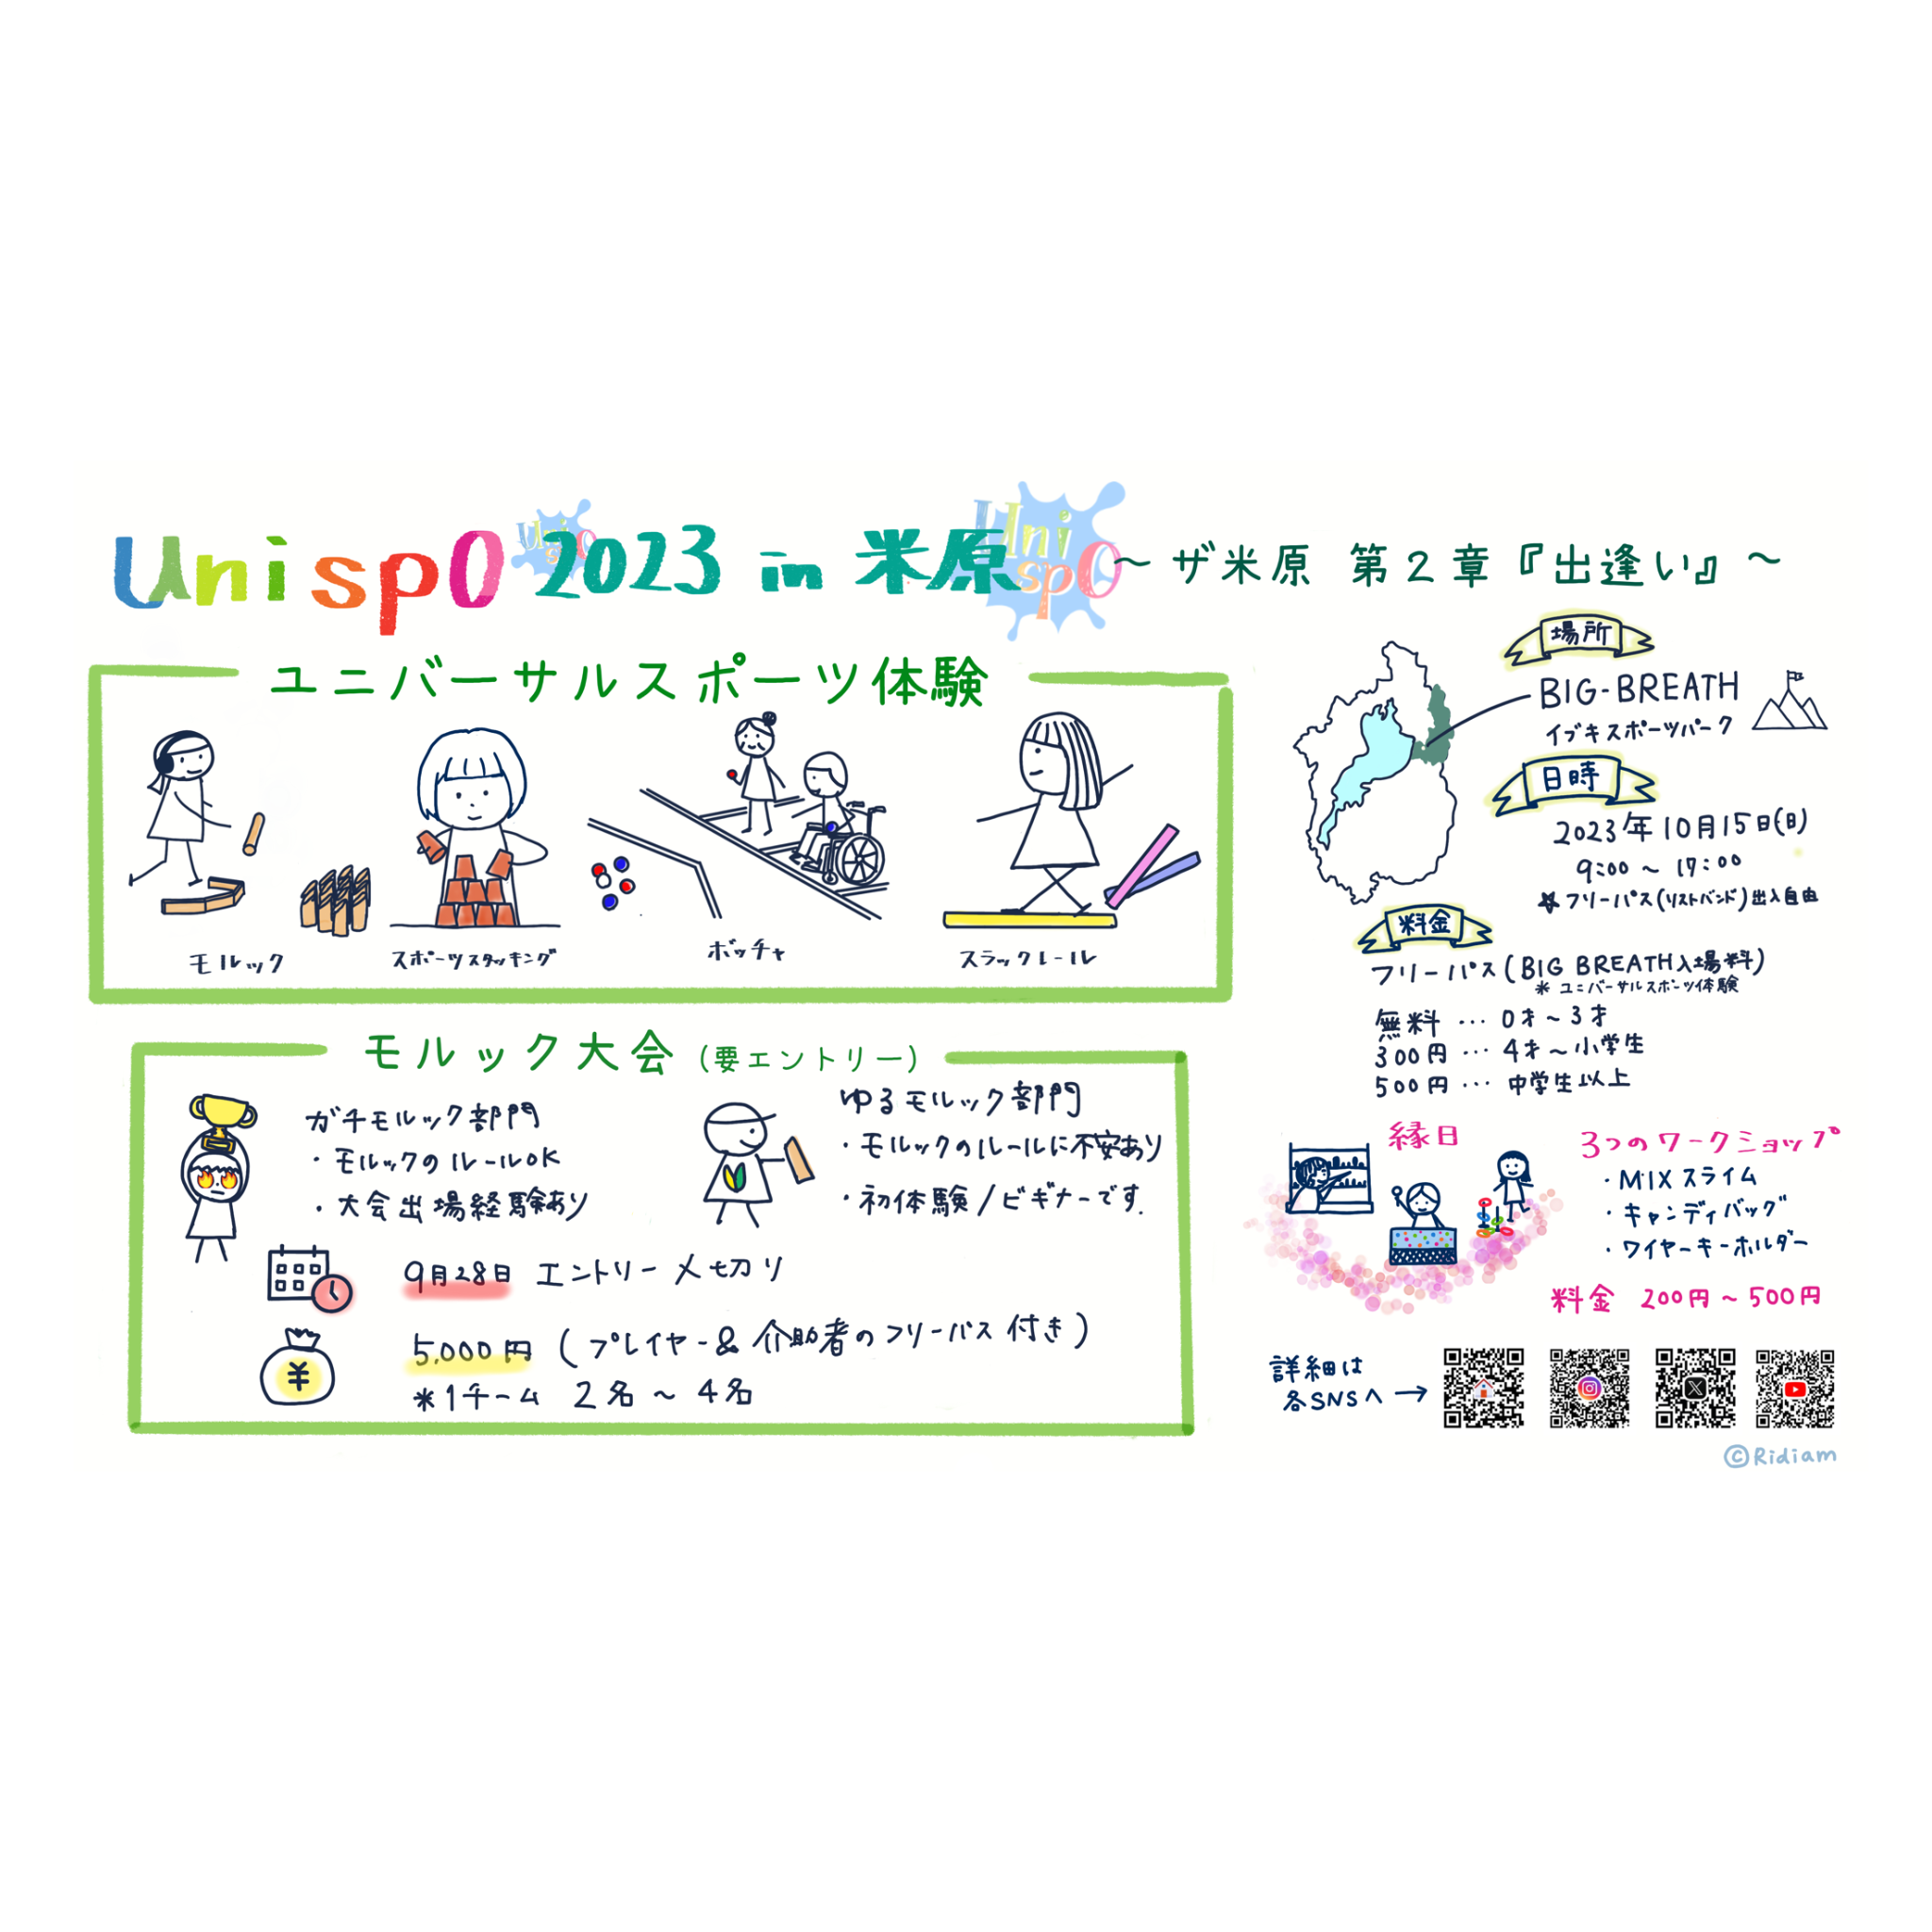 UnispO 2023 in 米原 ～ザ米原 第2章『出逢い』～
Uni
spO
Uni
spO
ユニバーサルスポーツ体験
モルック
スポーツスタッキング
ボッチャ
スラックレール
モルック大会 (要エントリー)
ガチモルック部門
・モルックのルールOK
・大会出場経験あり
ゆるモルック部門
・モルックのルールに不安あり
・初体験/ビギナーです.
9月28日 エントリー〆切り
¥
5,000円 (プレイヤー&介助者のフリーパス付き)
*1チーム 2名～4名
場所
BIG-BREATH
イブキスポーツパーク
日時
2023年10月15日(日)
9:00～17:00
☆フリーパス(リストバンド)出入自由
料金
フリーパス(BIG BREATH入場料)
* ユニバーサルスポーツ体験
無料 … 0才～3才
300円 … 4才～小学生
500円 … 中学生以上
縁日
3つのワークショップ
・MIXスライム
・キャンディバッグ
・ワイヤーキーホルダー
料金 200円～500円
詳細は
各SNSへ→
©Ridiam